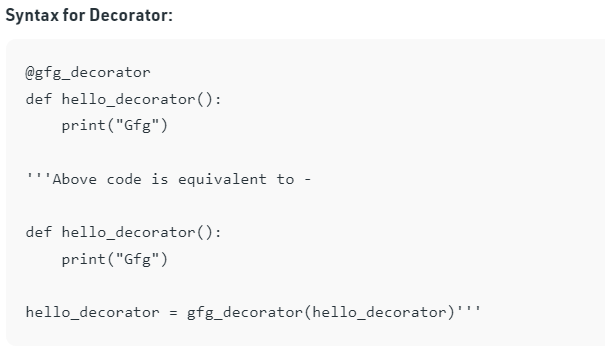 Syntax for Decorator:
@gfg_decorator
def hello_decorator():
    print("Gfg")
'''Above code is equivalent to -
def hello_decorator():
    print("Gfg")
hello_decorator = gfg_decorator(hello_decorator)'''